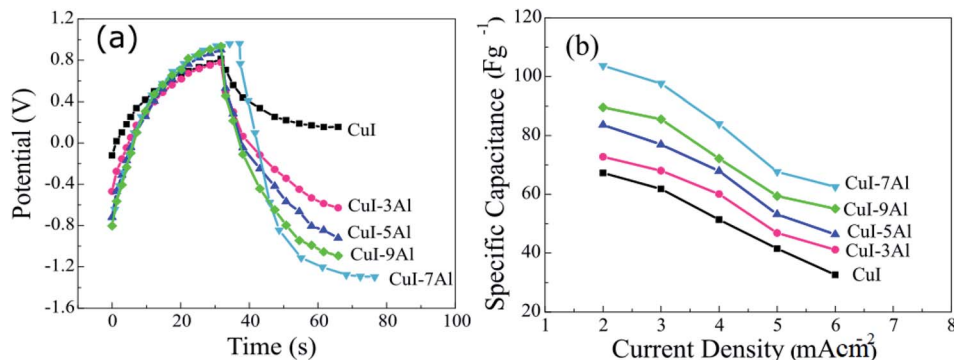 (a)
1.2
0.8
0.4
0.0
-0.4
-0.8
-1.2
-1.6
Potential (V)
CuI
CuI-3Al
CuI-5Al
CuI-9Al
CuI-7Al
0 20 40 60 80 100
Time (s)
(b)
120
100
80
60
40
20
Specific Capacitance (Fg⁻¹)
CuI-7Al
CuI-9Al
CuI-5Al
CuI-3Al
CuI
1 2 3 4 5 6 7 8
Current Density (mAcm⁻²)